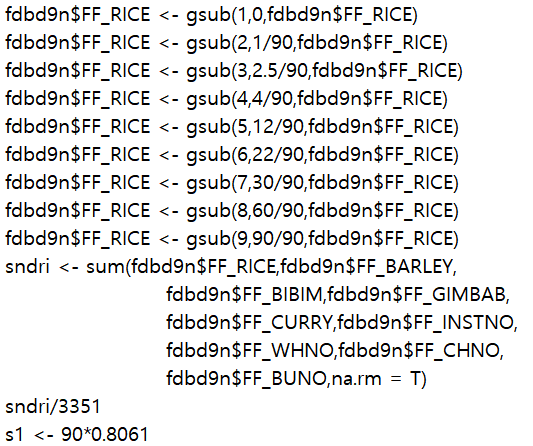 fdbd9n$FF_RICE <- gsub(1,0,fdbd9n$FF_RICE)
fdbd9n$FF_RICE <- gsub(2,1/90,fdbd9n$FF_RICE)
fdbd9n$FF_RICE <- gsub(3,2.5/90,fdbd9n$FF_RICE)
fdbd9n$FF_RICE <- gsub(4,4/90,fdbd9n$FF_RICE)
fdbd9n$FF_RICE <- gsub(5,12/90,fdbd9n$FF_RICE)
fdbd9n$FF_RICE <- gsub(6,22/90,fdbd9n$FF_RICE)
fdbd9n$FF_RICE <- gsub(7,30/90,fdbd9n$FF_RICE)
fdbd9n$FF_RICE <- gsub(8,60/90,fdbd9n$FF_RICE)
fdbd9n$FF_RICE <- gsub(9,90/90,fdbd9n$FF_RICE)
sndri <- sum(fdbd9n$FF_RICE,fdbd9n$FF_BARLEY,
fdbd9n$FF_BIBIM,fdbd9n$FF_GIMBAB,
fdbd9n$FF_CURRY,fdbd9n$FF_INSTNO,
fdbd9n$FF_WHNO,fdbd9n$FF_CHNO,
fdbd9n$FF_BUNO,na.rm = T)
sndri/3351
s1 <- 90*0.8061